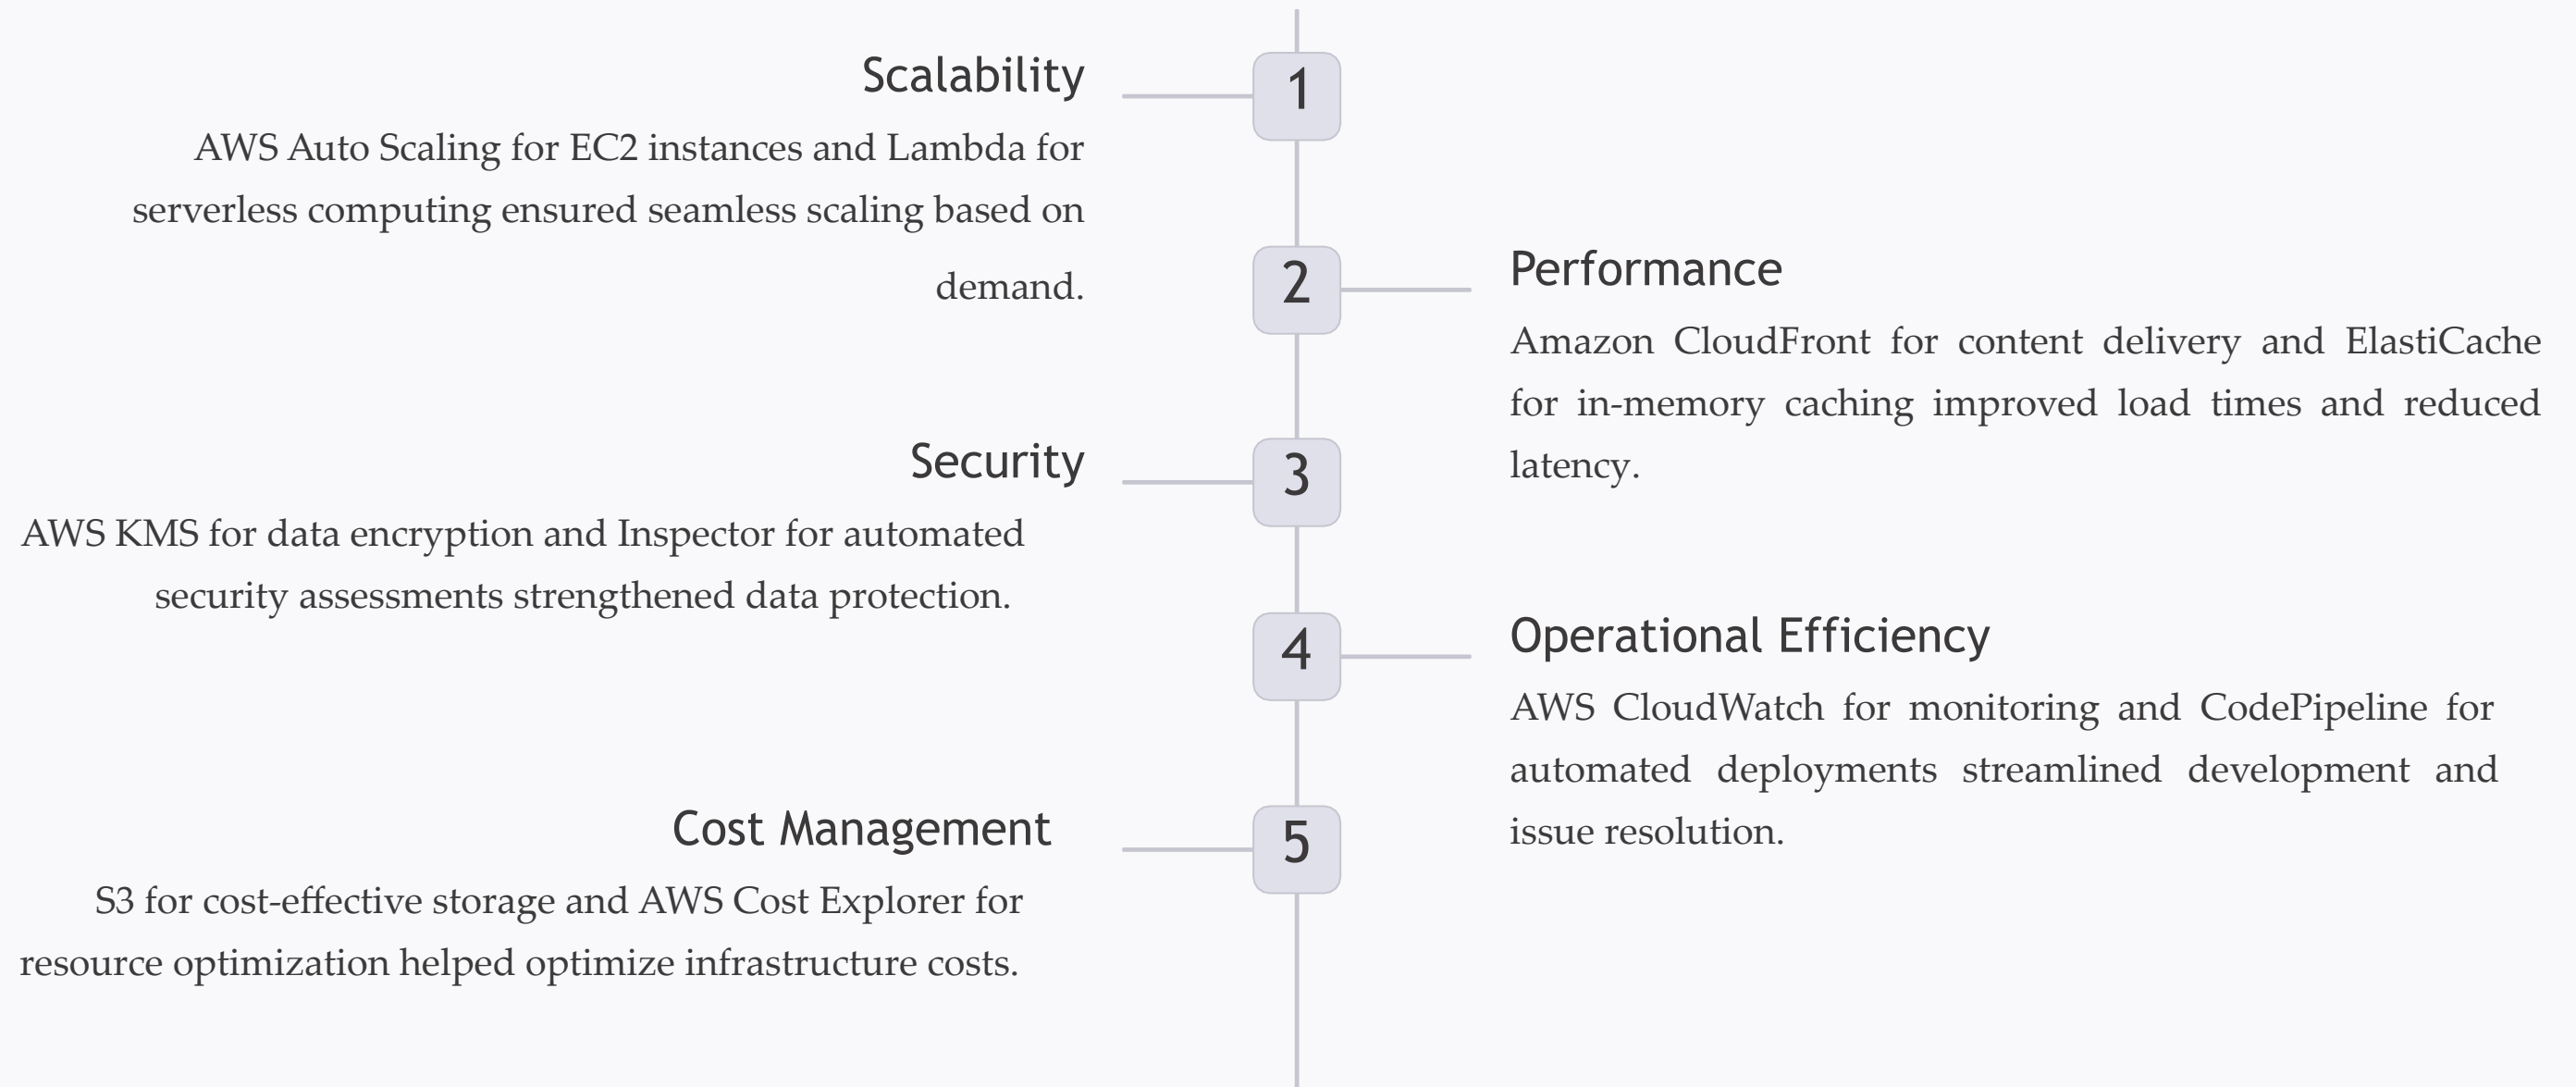 Scalability
1
AWS Auto Scaling for EC2 instances and Lambda for
serverless computing ensured seamless scaling based on
demand.
2
Performance
Amazon CloudFront for content delivery and ElastiCache
for in-memory caching improved load times and reduced
latency.
Security
3
AWS KMS for data encryption and Inspector for automated
security assessments strengthened data protection.
4
Operational Efficiency
AWS CloudWatch for monitoring and CodePipeline for
automated deployments streamlined development and
issue resolution.
Cost Management
5
S3 for cost-effective storage and AWS Cost Explorer for
resource optimization helped optimize infrastructure costs.